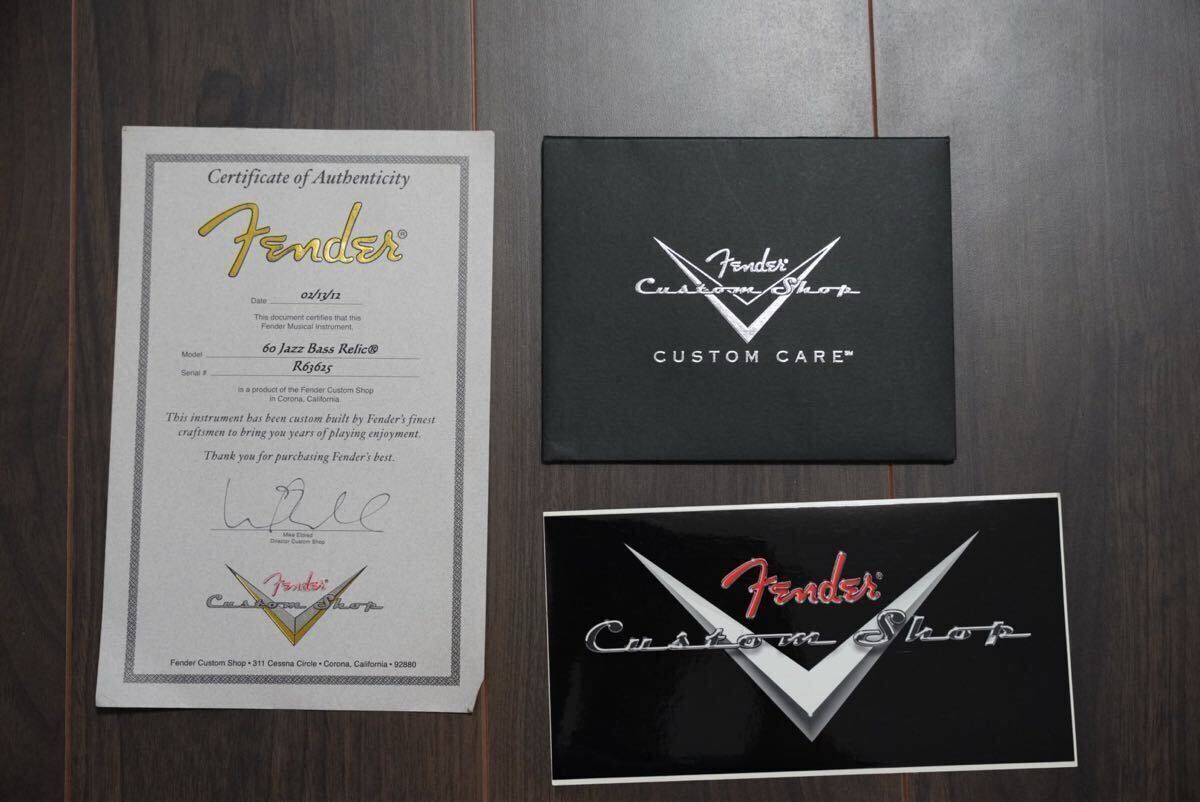 Certificate of Authenticity
Fender®
Date 02/13/12
This document certifies that this
Fender Musical Instrument.
Model 60 Jazz Bass Relic®
Serial # R63625
is a product of the Fender Custom Shop
in Corona, California.
This instrument has been custom built by Fender's finest
craftsmen to bring you years of playing enjoyment.
Thank you for purchasing Fender's best.
Mike Eldred
Director Custom Shop
Fender
Custom Shop
Fender Custom Shop • 311 Cessna Circle • Corona, California • 92880
Fender®
Custom Shop
CUSTOM CARE℠
Fender®
Custom Shop